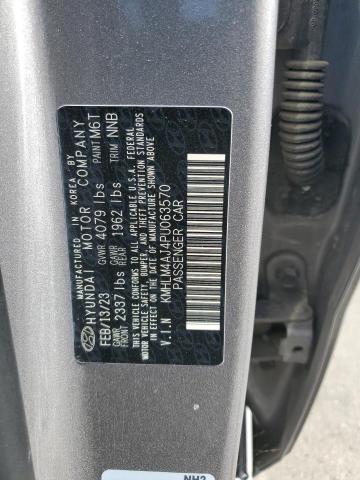 MANUFACTURED IN KOREA BY
HYUNDAI MOTOR COMPANY
FEB/13/23 GVWR 4079 lbs PAINT M6T
GAWR FRONT 2337 lbs GAWR REAR 1962 lbs TRIM NNB
THIS VEHICLE CONFORMS TO ALL APPLICABLE U.S.A. FEDERAL
MOTOR VEHICLE SAFETY, BUMPER, AND THEFT PREVENTION STANDARDS
IN EFFECT ON THE DATE OF MANUFACTURE SHOWN ABOVE.
V.I.N KMHLM4AJ4PU063570
PASSENGER CAR
NH2